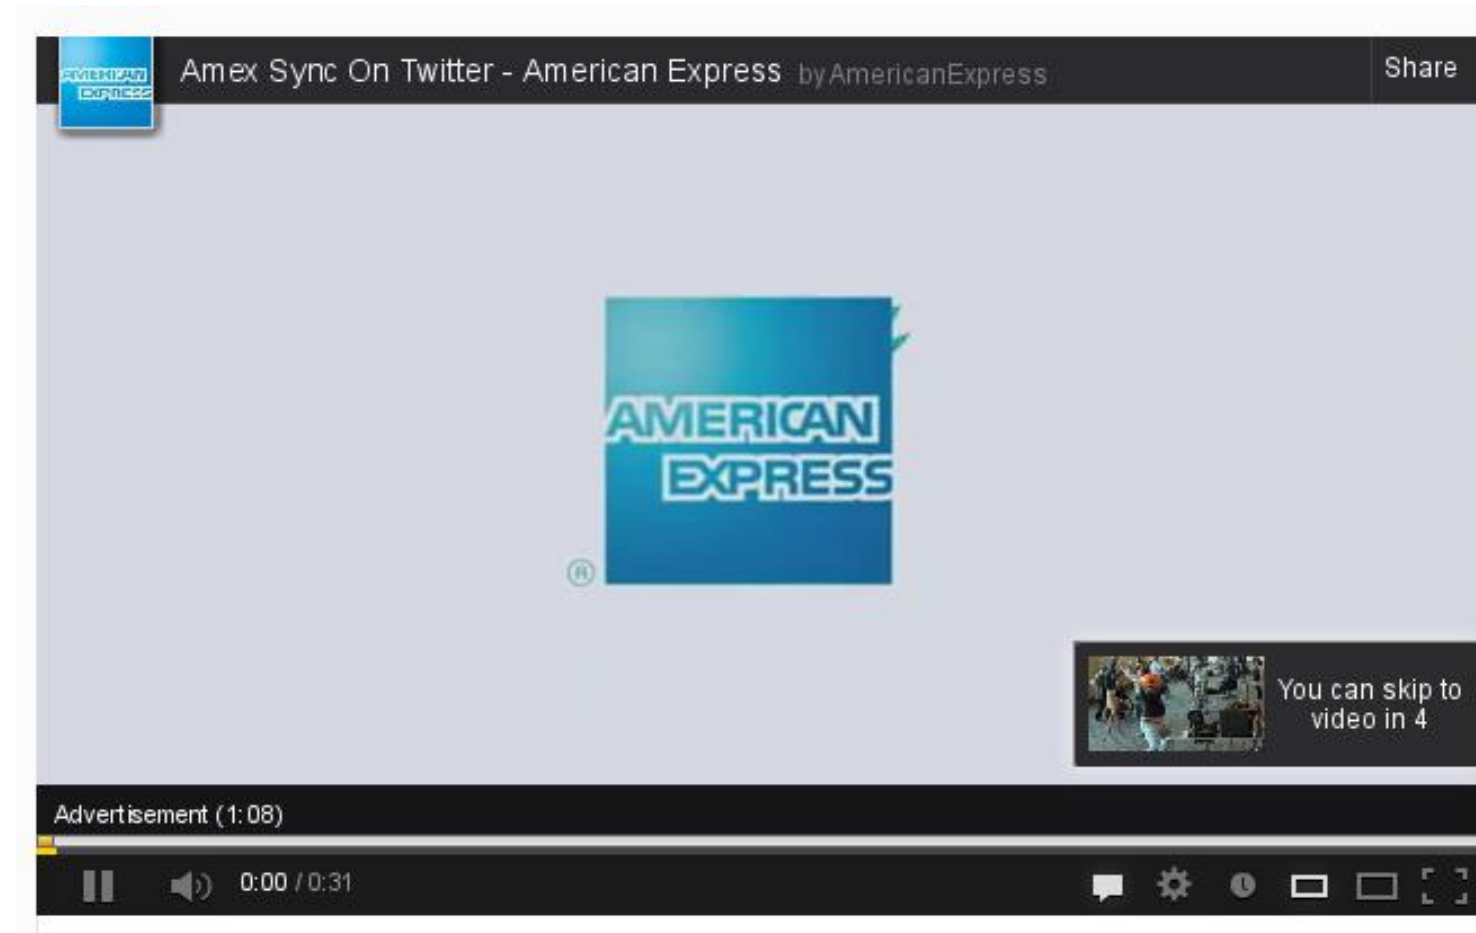 AMERICAN
EXPRESS
Amex Sync On Twitter - American Express by AmericanExpress
Share
AMERICAN
EXPRESS
®
You can skip to
video in 4
Advertisement (1:08)
0:00 / 0:31